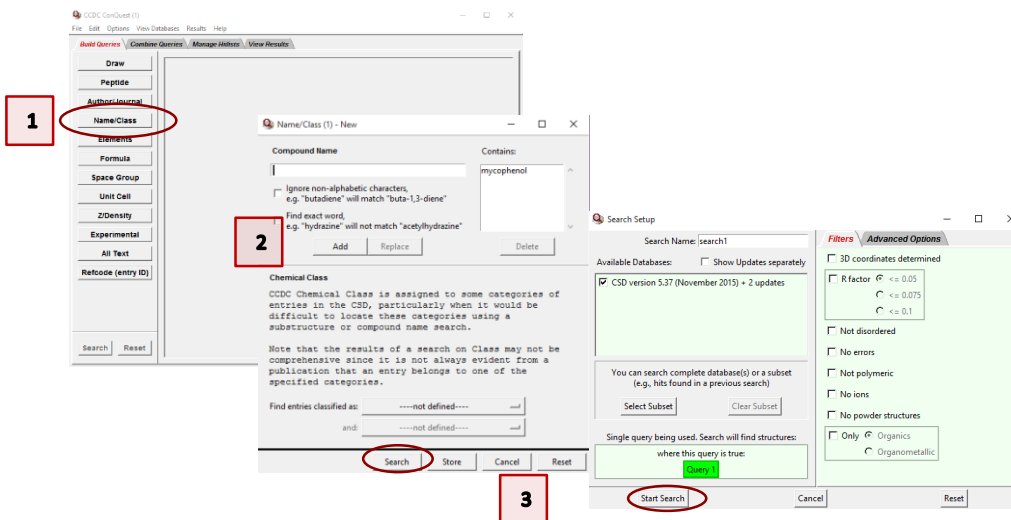 CCDC ConQuest (1)
File Edit Options View Databases Results Help
Build Queries Combine Queries Manage Hitlists View Results
Draw
Peptide
Author/Journal
1
Name/Class
Elements
Formula
Space Group
Unit Cell
Z/Density
Experimental
All Text
Refcode (entry ID)
Search Reset
Name/Class (1) - New
Compound Name
Contains:
mycophenol
Ignore non-alphabetic characters,
e.g. "butadiene" will match "buta-1,3-diene"
Find exact word,
e.g. "hydrazine" will not match "acetylhydrazine"
2
Add Replace Delete
Chemical Class
CCDC Chemical Class is assigned to some categories of
entries in the CSD, particularly when it would be
difficult to locate these categories using a
substructure or compound name search.
Note that the results of a search on Class may not be
comprehensive since it is not always evident from a
publication that an entry belongs to one of the
specified categories.
Find entries classified as: ----not defined----
and: ----not defined----
Search Store Cancel Reset
3
Search Setup
Search Name: search1
Available Databases: Show Updates separately
CSD version 5.37 (November 2015) + 2 updates
You can search complete database(s) or a subset
(e.g., hits found in a previous search)
Select Subset Clear Subset
Single query being used. Search will find structures:
where this query is true:
Query 1
Filters Advanced Options
3D coordinates determined
R factor <= 0.05
<= 0.075
<= 0.1
Not disordered
No errors
Not polymeric
No ions
No powder structures
Only Organics
Organometallic
Start Search Cancel Reset